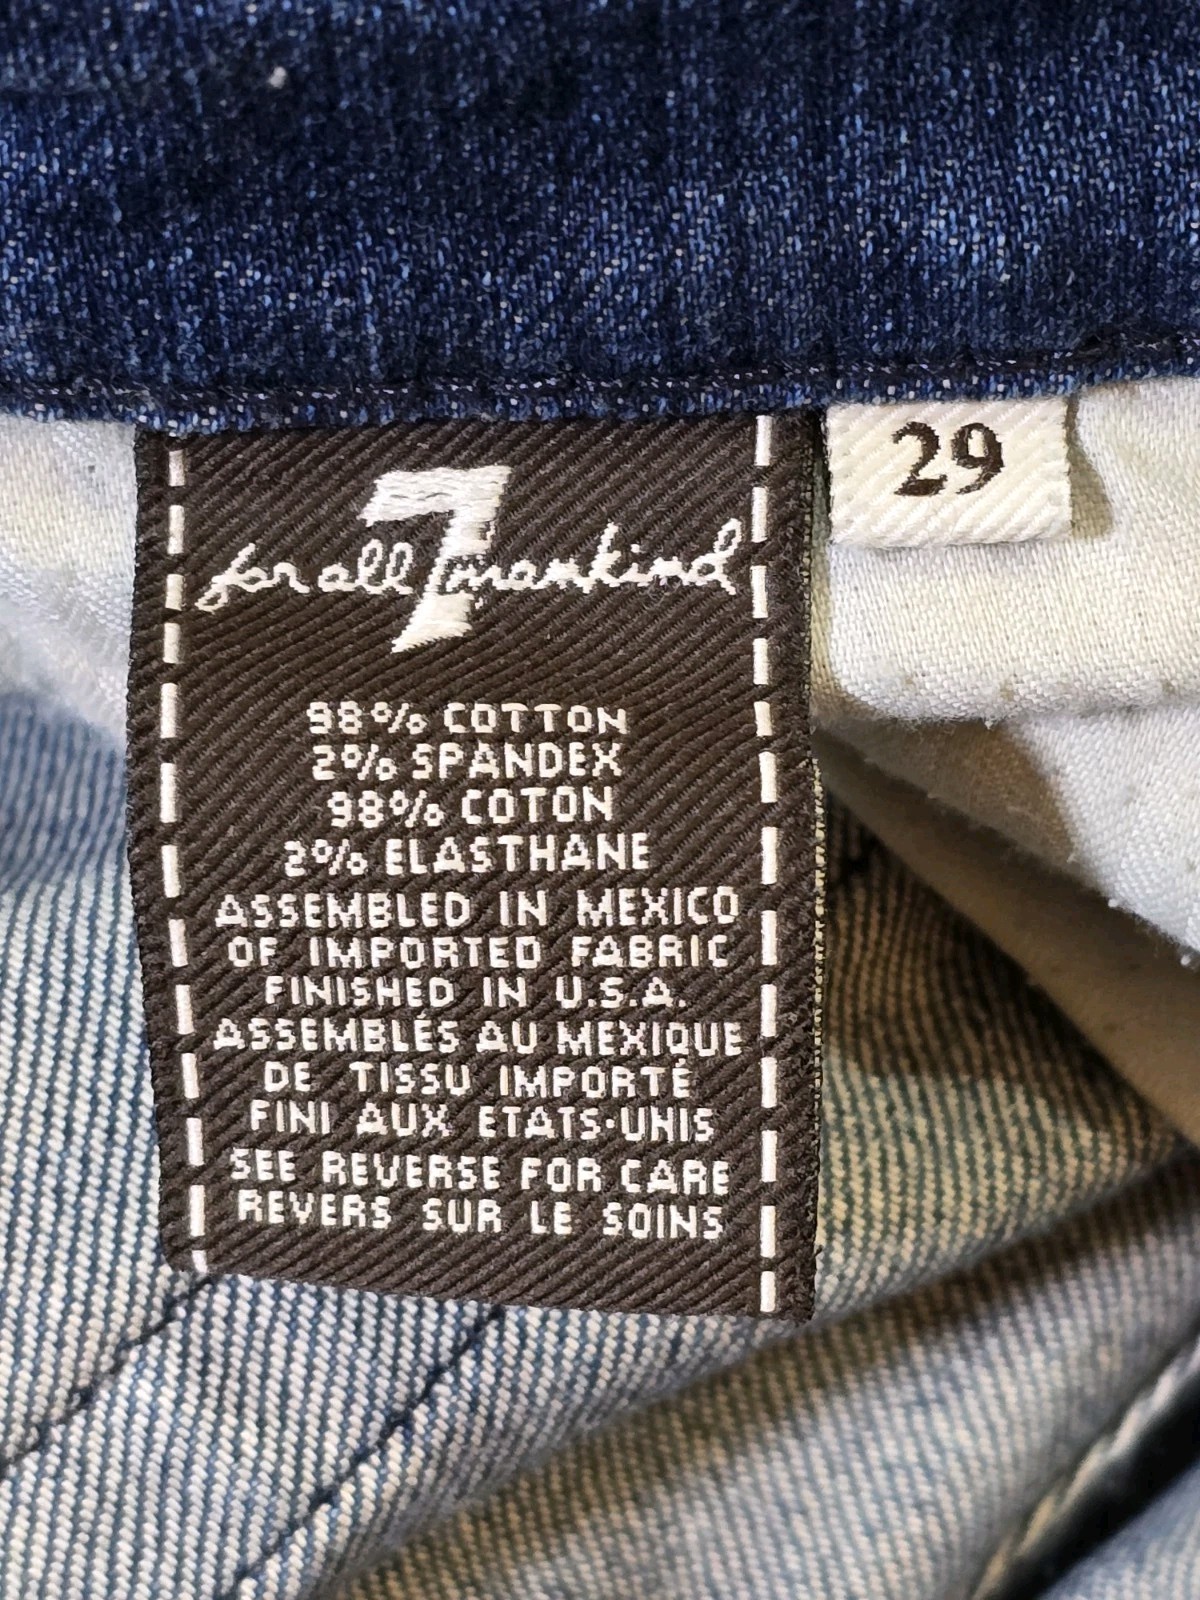 7
for all mankind
29
98% COTTON
2% SPANDEX
98% COTON
2% ELASTHANE
ASSEMBLED IN MEXICO
OF IMPORTED FABRIC
FINISHED IN U.S.A.
ASSEMBLÉS AU MEXIQUE
DE TISSU IMPORTÉ
FINI AUX ETATS-UNIS
SEE REVERSE FOR CARE
REVERS SUR LE SOINS